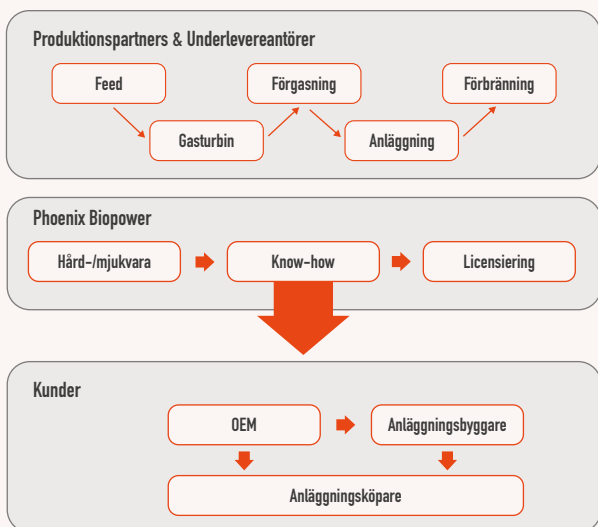 Produktionspartners & Underlevereantörer
Feed
Förgasning
Förbränning
Gasturbin
Anläggning
Phoenix Biopower
Hård-/mjukvara
Know-how
Licensiering
Kunder
OEM
Anläggningsbyggare
Anläggningsköpare